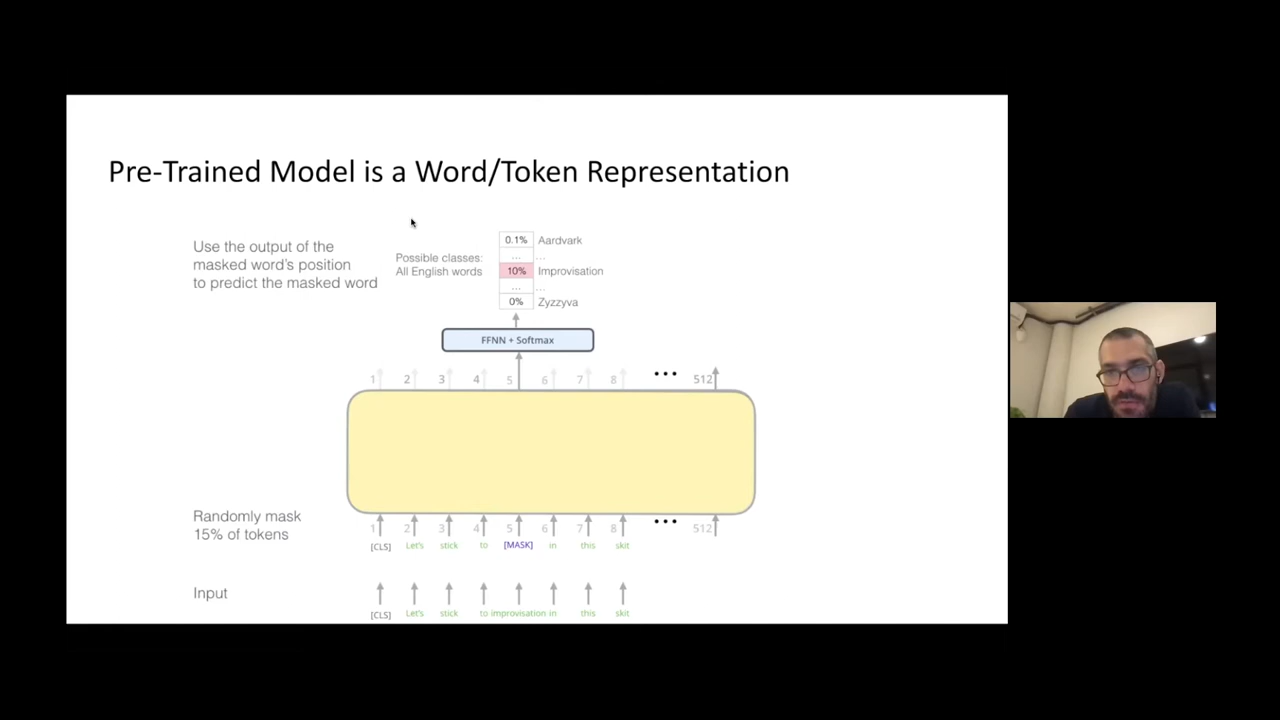 Pre-Trained Model is a Word/Token Representation
Use the output of the
masked word's position
to predict the masked word
Possible classes:
All English words
0.1% Aardvark
... ...
10% Improvisation
... ...
0% Zyzzyva
FFNN + Softmax
1 2 3 4 5 6 7 8 ••• 512
Randomly mask
15% of tokens
1 2 3 4 5 6 7 8 ••• 512
[CLS] Let's stick to [MASK] in this skit
Input
[CLS] Let's stick to improvisation in this skit